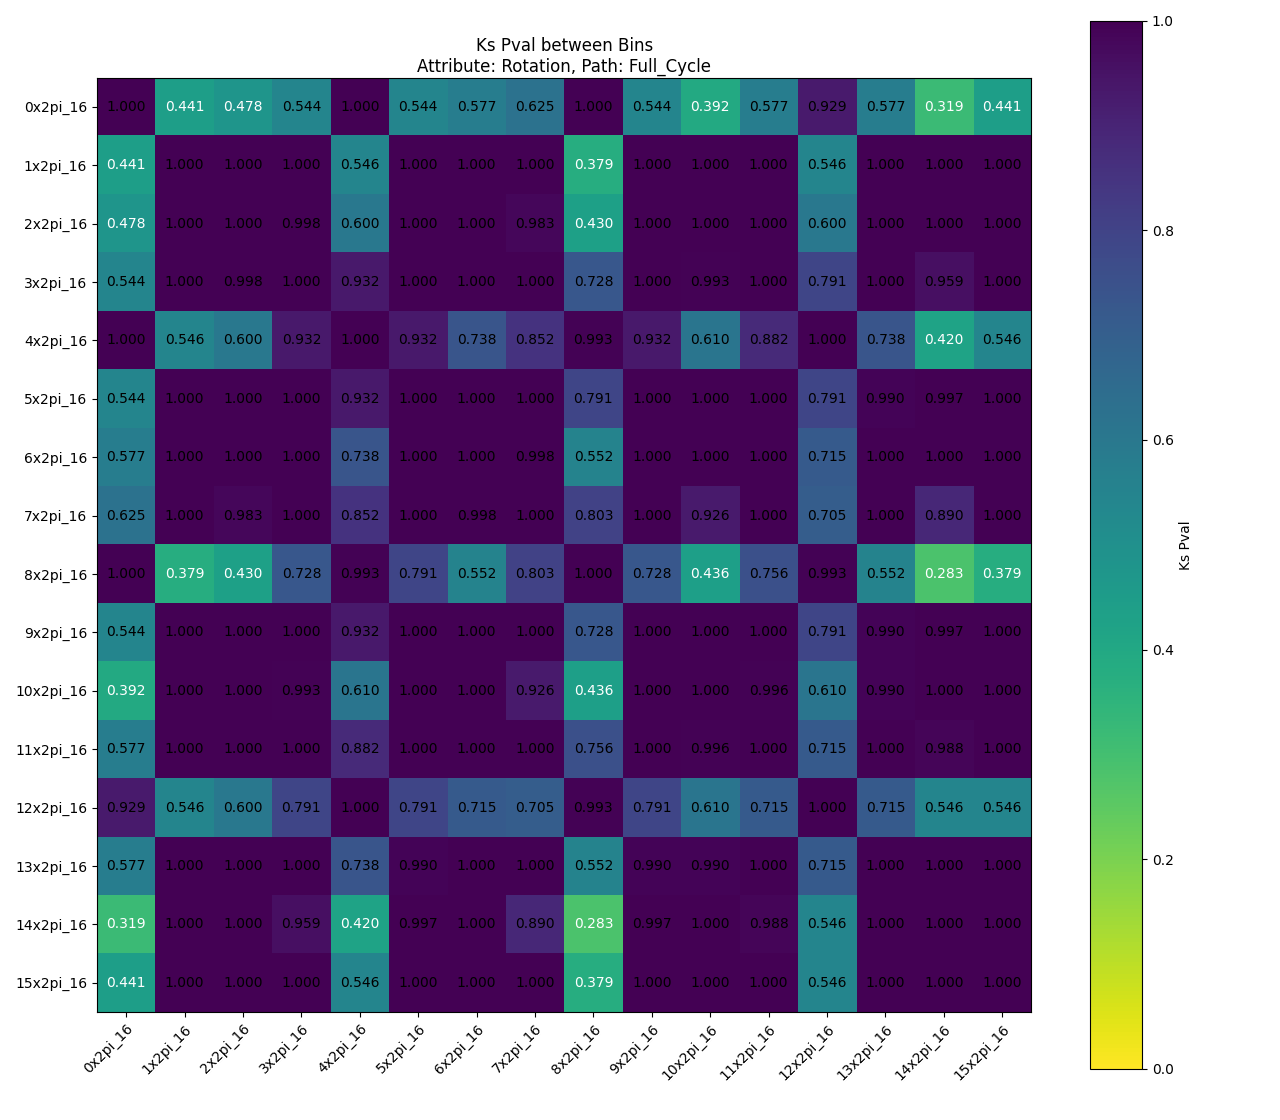 Ks Pval between Bins
Attribute: Rotation, Path: Full_Cycle
0x2pi_16 1.000 0.441 0.478 0.544 1.000 0.544 0.577 0.625 1.000 0.544 0.392 0.577 0.929 0.577 0.319 0.441
1x2pi_16 0.441 1.000 1.000 1.000 0.546 1.000 1.000 1.000 0.379 1.000 1.000 1.000 0.546 1.000 1.000 1.000
2x2pi_16 0.478 1.000 1.000 0.998 0.600 1.000 1.000 0.983 0.430 1.000 1.000 1.000 0.600 1.000 1.000 1.000
3x2pi_16 0.544 1.000 0.998 1.000 0.932 1.000 1.000 1.000 0.728 1.000 0.993 1.000 0.791 1.000 0.959 1.000
4x2pi_16 1.000 0.546 0.600 0.932 1.000 0.932 0.738 0.852 0.993 0.932 0.610 0.882 1.000 0.738 0.420 0.546
5x2pi_16 0.544 1.000 1.000 1.000 0.932 1.000 1.000 1.000 0.791 1.000 1.000 1.000 0.791 0.990 0.997 1.000
6x2pi_16 0.577 1.000 1.000 1.000 0.738 1.000 1.000 0.998 0.552 1.000 1.000 1.000 0.715 1.000 1.000 1.000
7x2pi_16 0.625 1.000 0.983 1.000 0.852 1.000 0.998 1.000 0.803 1.000 0.926 1.000 0.705 1.000 0.890 1.000
8x2pi_16 1.000 0.379 0.430 0.728 0.993 0.791 0.552 0.803 1.000 0.728 0.436 0.756 0.993 0.552 0.283 0.379
9x2pi_16 0.544 1.000 1.000 1.000 0.932 1.000 1.000 1.000 0.728 1.000 1.000 1.000 0.791 0.990 0.997 1.000
10x2pi_16 0.392 1.000 1.000 0.993 0.610 1.000 1.000 0.926 0.436 1.000 1.000 0.996 0.610 0.990 1.000 1.000
11x2pi_16 0.577 1.000 1.000 1.000 0.882 1.000 1.000 1.000 0.756 1.000 0.996 1.000 0.715 1.000 0.988 1.000
12x2pi_16 0.929 0.546 0.600 0.791 1.000 0.791 0.715 0.705 0.993 0.791 0.610 0.715 1.000 0.715 0.546 0.546
13x2pi_16 0.577 1.000 1.000 1.000 0.738 0.990 1.000 1.000 0.552 0.990 0.990 1.000 0.715 1.000 1.000 1.000
14x2pi_16 0.319 1.000 1.000 0.959 0.420 0.997 1.000 0.890 0.283 0.997 1.000 0.988 0.546 1.000 1.000 1.000
15x2pi_16 0.441 1.000 1.000 1.000 0.546 1.000 1.000 1.000 0.379 1.000 1.000 1.000 0.546 1.000 1.000 1.000
0x2pi_16 1x2pi_16 2x2pi_16 3x2pi_16 4x2pi_16 5x2pi_16 6x2pi_16 7x2pi_16 8x2pi_16 9x2pi_16 10x2pi_16 11x2pi_16 12x2pi_16 13x2pi_16 14x2pi_16 15x2pi_16
1.0
0.8
0.6
0.4
0.2
0.0
Ks Pval